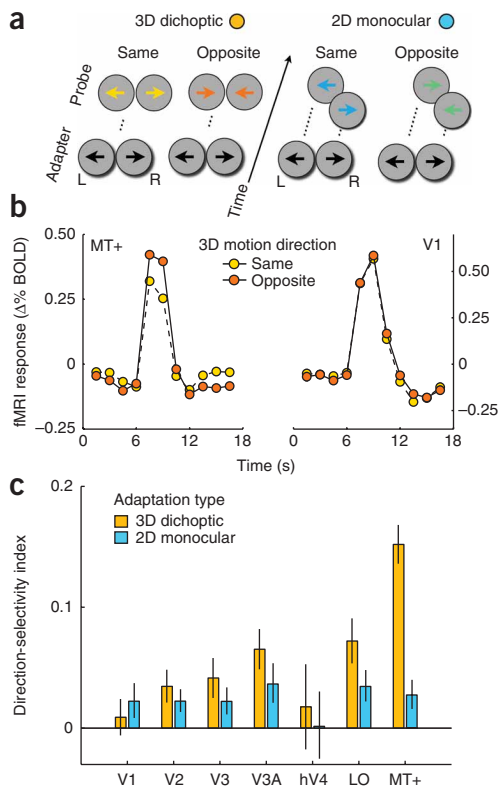 a
3D dichoptic
2D monocular
Same
Opposite
Same
Opposite
Probe
Adapter
L
R
Time
L
R
b
0.50
MT+
3D motion direction
Same
Opposite
V1
0.50
0.25
0.25
0
0
–0.25
–0.25
fMRI response (Δ% BOLD)
0
6
12
18
0
6
12
18
Time (s)
c
0.2
Adaptation type
3D dichoptic
2D monocular
0.1
0
Direction-selectivity index
V1
V2
V3
V3A
hV4
LO
MT+